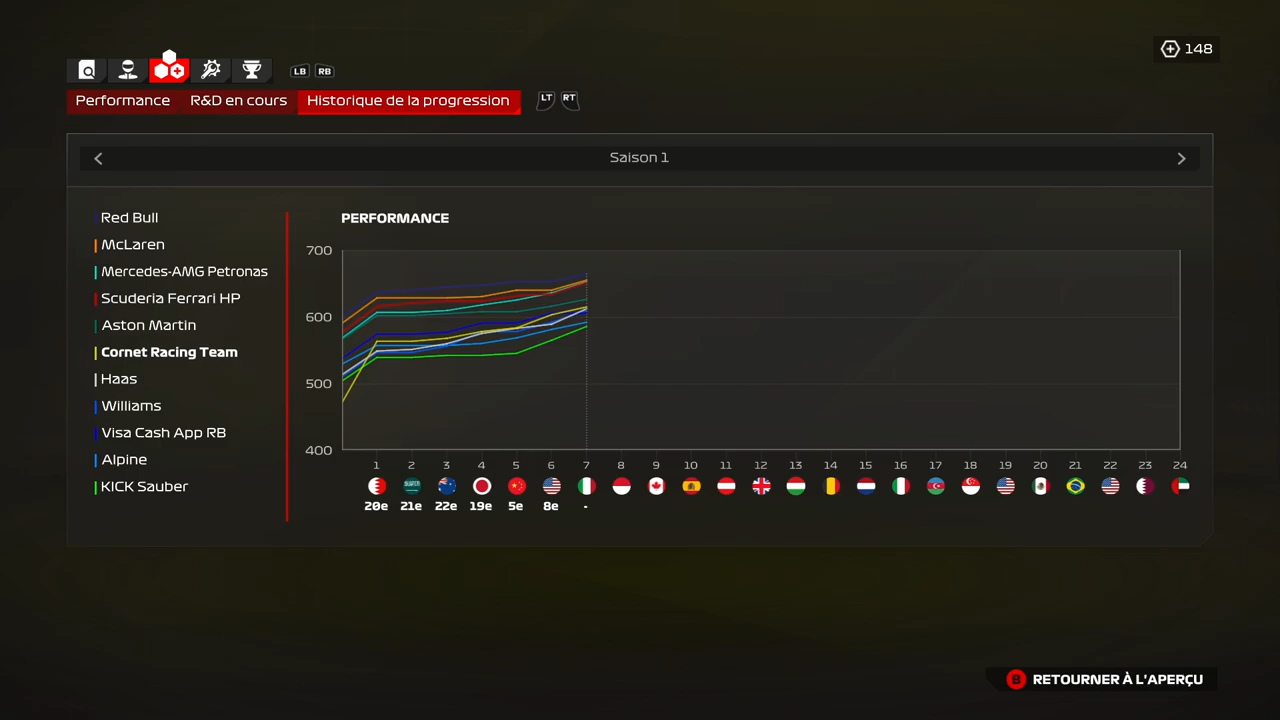 148
LB RB
Performance R&D en cours Historique de la progression LT RT
Saison 1
Red Bull
McLaren
Mercedes-AMG Petronas
Scuderia Ferrari HP
Aston Martin
Cornet Racing Team
Haas
Williams
Visa Cash App RB
Alpine
KICK Sauber
PERFORMANCE
700
600
500
400
1 2 3 4 5 6 7 8 9 10 11 12 13 14 15 16 17 18 19 20 21 22 23 24
20e 21e 22e 19e 5e 8e -
B RETOURNER À L'APERÇU